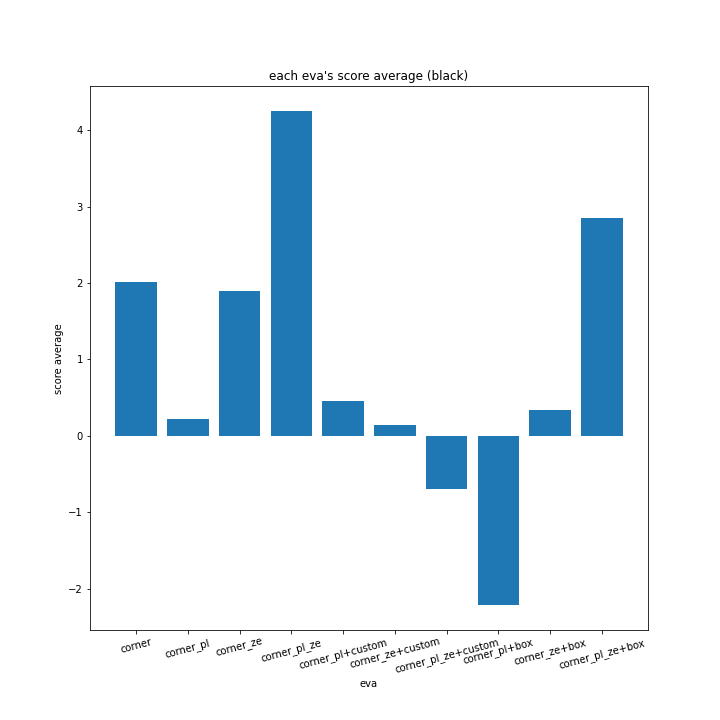 each eva's score average (black)
4
3
2
1
0
−1
−2
score average
corner
corner_pl
corner_ze
corner_pl_ze
corner_pl+custom
corner_ze+custom
corner_pl_ze+custom
corner_pl+box
corner_ze+box
corner_pl_ze+box
eva